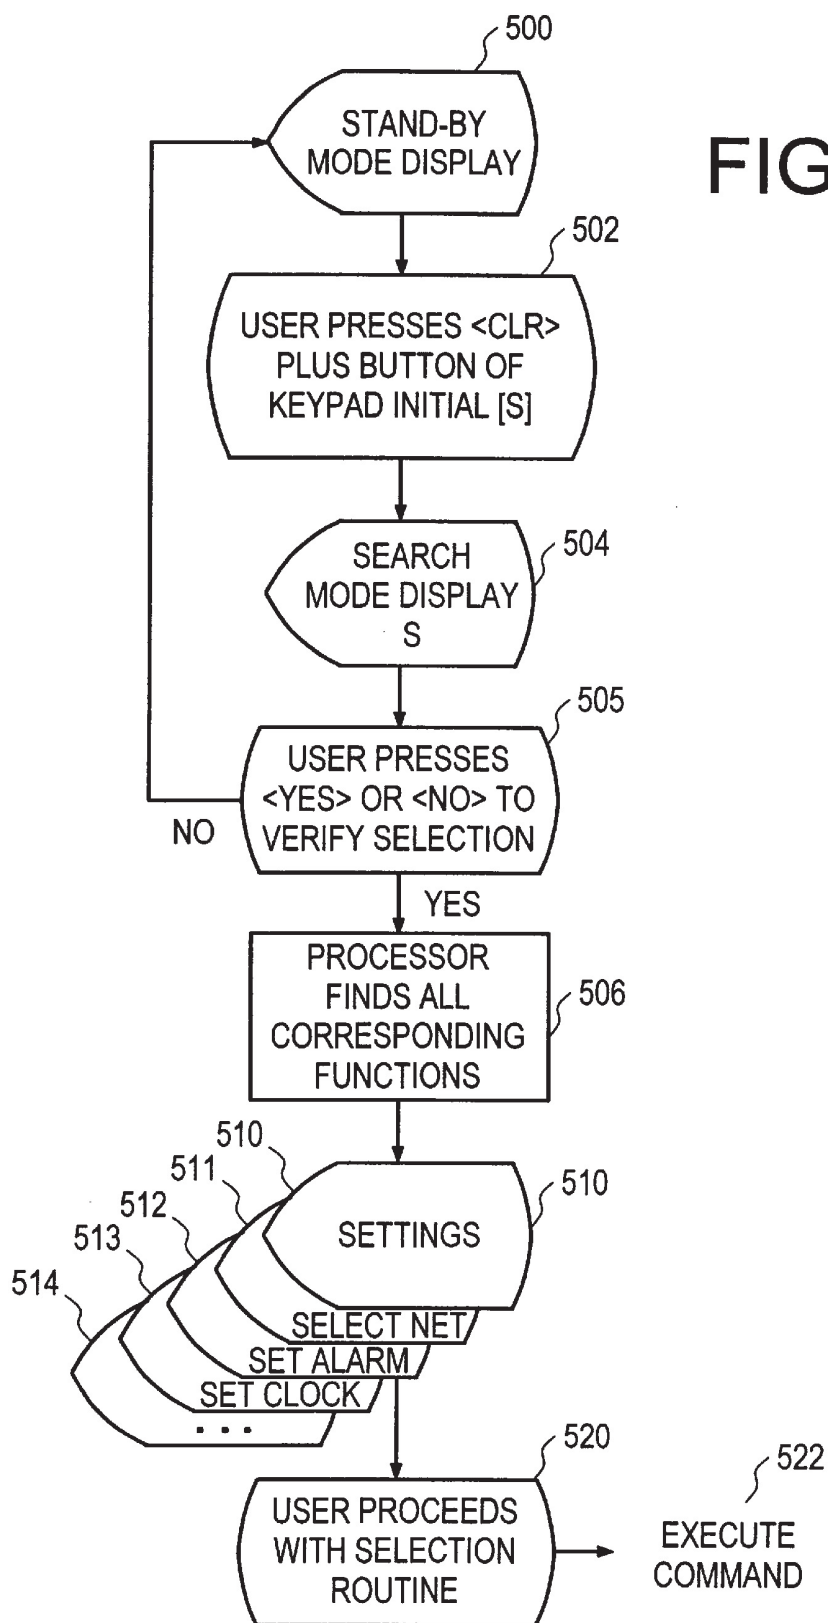 500
STAND-BY
MODE DISPLAY
FIG
502
USER PRESSES <CLR>
PLUS BUTTON OF
KEYPAD INITIAL [S]
504
SEARCH
MODE DISPLAY
S
505
USER PRESSES
<YES> OR <NO> TO
VERIFY SELECTION
NO
YES
506
PROCESSOR
FINDS ALL
CORRESPONDING
FUNCTIONS
510
511
512
513
514
510
SETTINGS
SELECT NET
SET ALARM
SET CLOCK
. . .
520
USER PROCEEDS
WITH SELECTION
ROUTINE
522
EXECUTE
COMMAND